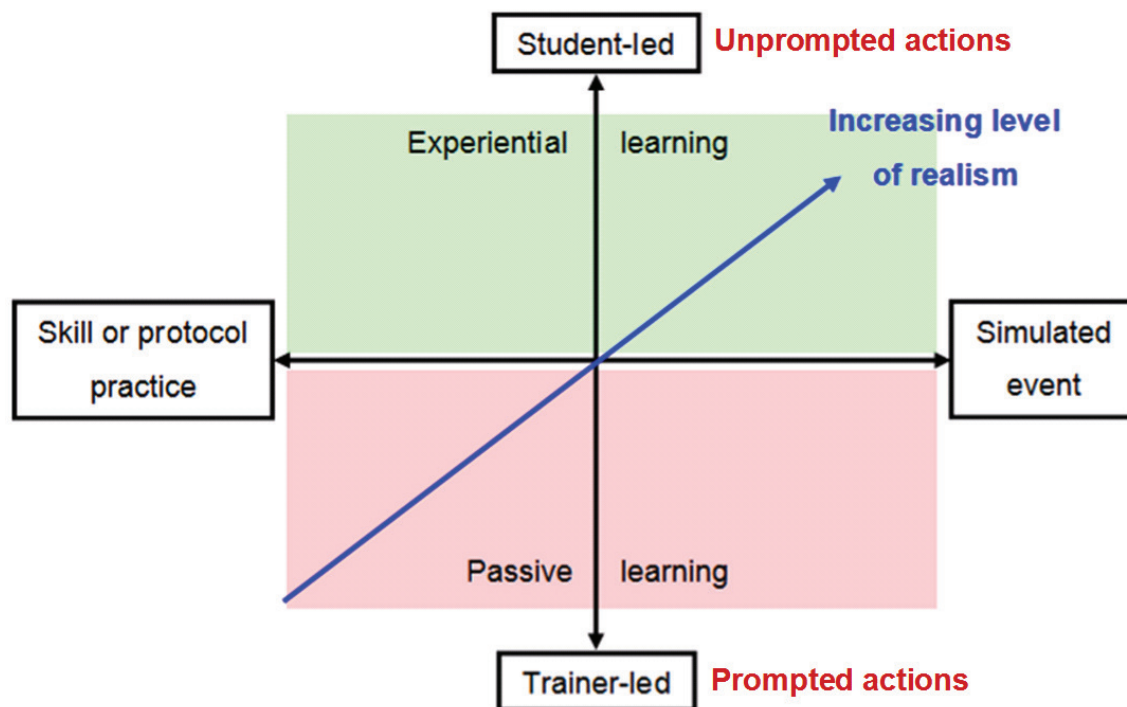 Student-led
Unprompted actions
Experiential learning
Increasing level
of realism
Skill or protocol
practice
Simulated
event
Passive learning
Trainer-led
Prompted actions